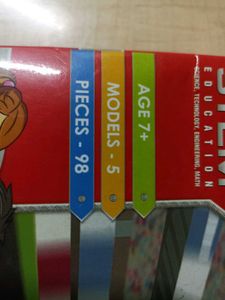 STEM
EDUCATION
SCIENCE, TECHNOLOGY, ENGINEERING, MATH
AGE 7+
MODELS - 5
PIECES - 98